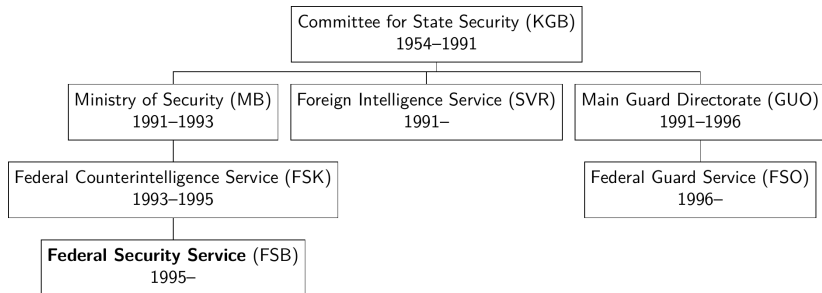 Committee for State Security (KGB)
1954–1991
Ministry of Security (MB)
1991–1993
Foreign Intelligence Service (SVR)
1991–
Main Guard Directorate (GUO)
1991–1996
Federal Counterintelligence Service (FSK)
1993–1995
Federal Guard Service (FSO)
1996–
Federal Security Service (FSB)
1995–